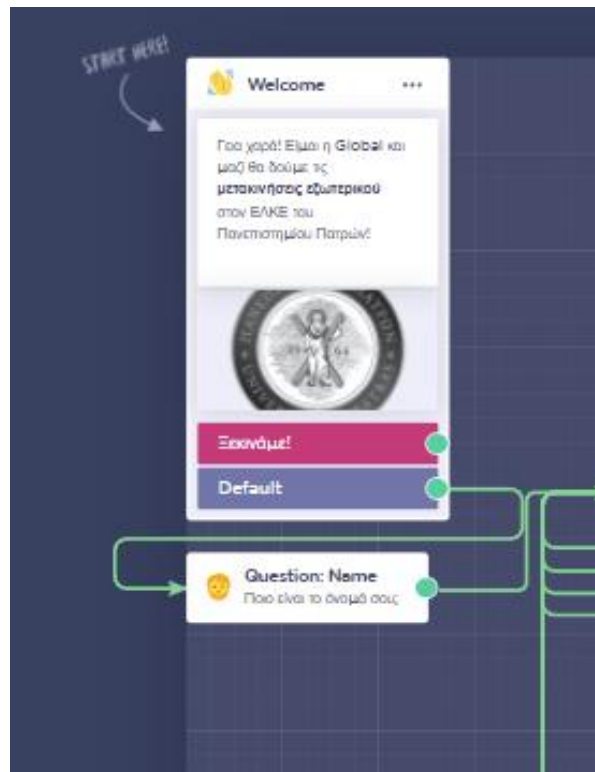 START HERE!
Welcome
Γεια χαρά! Είμαι η Global και
μαζί θα δούμε τις
μετακινήσεις εξωτερικού
στον ΕΛΚΕ του
Πανεπιστημίου Πατρών!
Ξεκινάμε!
Default
Question: Name
Ποιο είναι το όνομά σου;